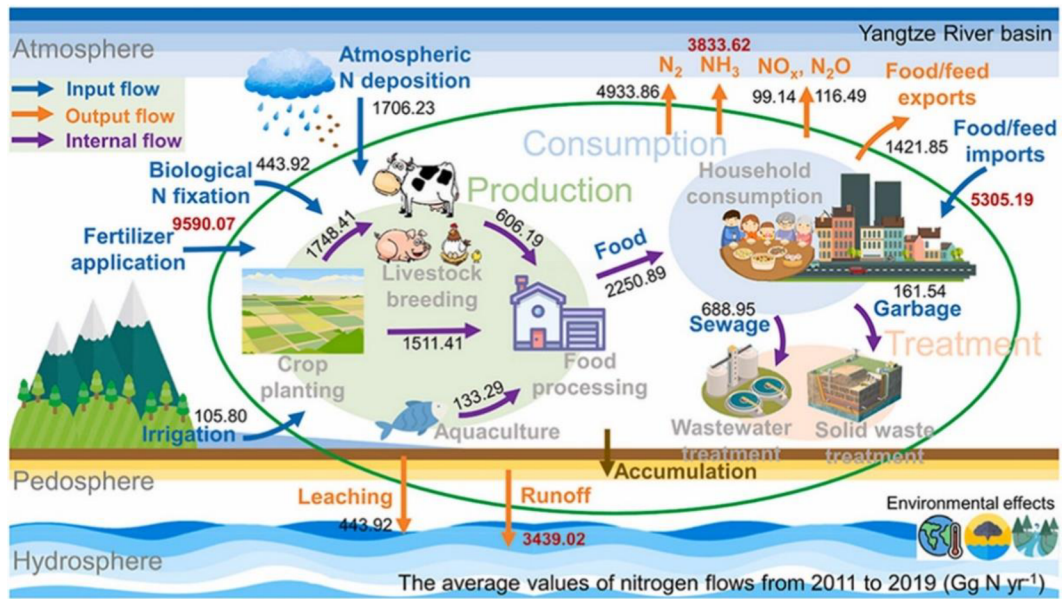 Yangtze River basin
Atmosphere
Input flow
Output flow
Internal flow
Atmospheric
N deposition
1706.23
3833.62
N₂ NH₃ NOₓ, N₂O
4933.86
99.14
116.49
Food/feed
exports
1421.85
Food/feed
imports
5305.19
Consumption
Household
consumption
Biological
N fixation
443.92
9590.07
Fertilizer
application
Production
1748.41
606.19
Livestock
breeding
Food
2250.89
1511.41
Crop
planting
Food
processing
133.29
Aquaculture
688.95
Sewage
161.54
Garbage
Treatment
Wastewater
treatment
Solid waste
treatment
105.80
Irrigation
Accumulation
Pedosphere
Leaching
443.92
Runoff
3439.02
Environmental effects
Hydrosphere
The average values of nitrogen flows from 2011 to 2019 (Gg N yr⁻¹)